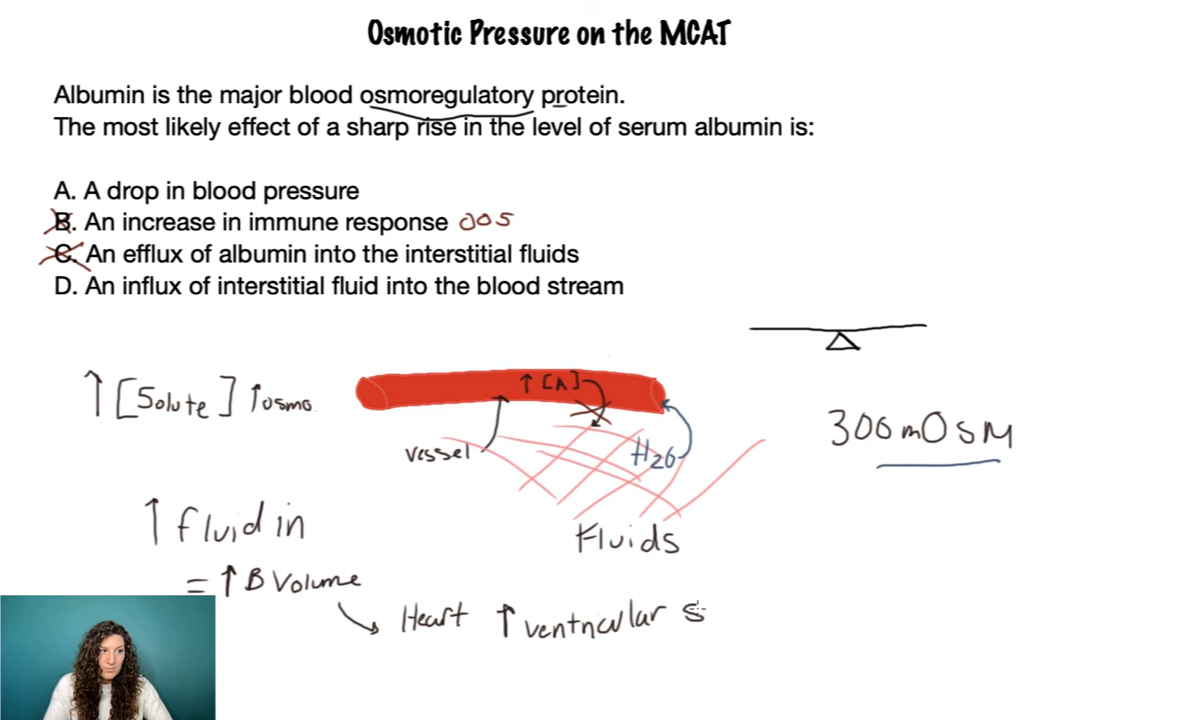 Osmotic Pressure on the MCAT
Albumin is the major blood osmoregulatory protein.
The most likely effect of a sharp rise in the level of serum albumin is:
A. A drop in blood pressure
B. An increase in immune response OOS
C. An efflux of albumin into the interstitial fluids
D. An influx of interstitial fluid into the blood stream
↑ [Solute] ↑osmo.
↑ [A]
vessel
H2O
300 mOsM
Fluids
↑ fluid in
= ↑ B Volume
Heart ↑ ventricular s